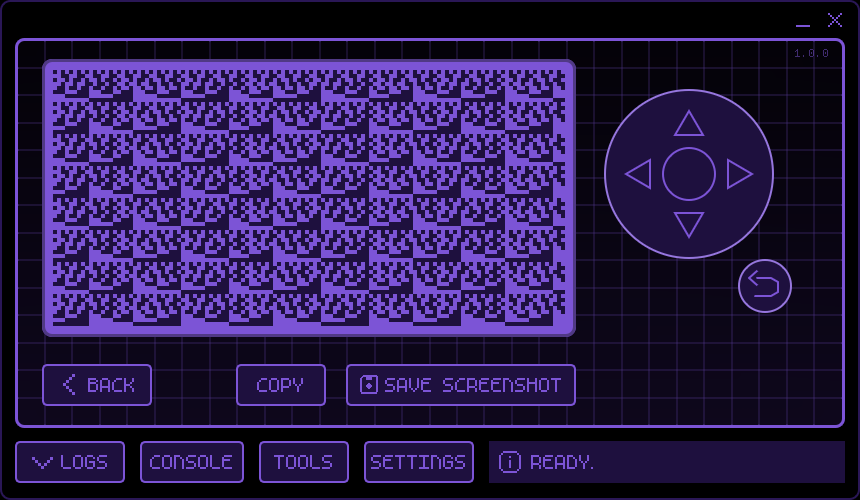 1.0.0
BACK
COPY
SAVE SCREENSHOT
LOGS
CONSOLE
TOOLS
SETTINGS
READY.